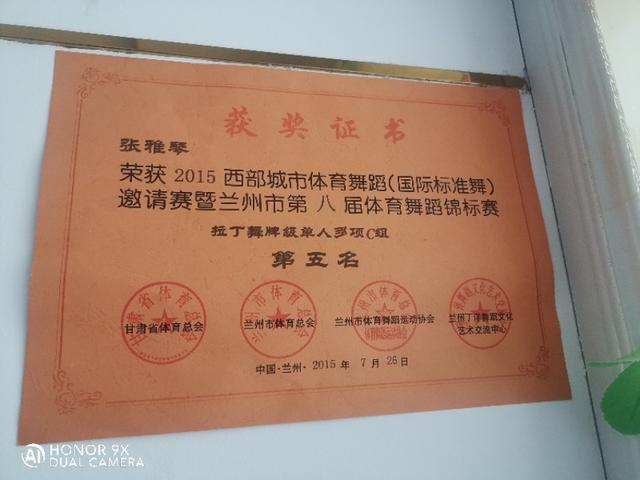 获奖证书
张雅琴
荣获 2015 西部城市体育舞蹈(国际标准舞)
邀请赛暨兰州市第 八 届体育舞蹈锦标赛
拉丁舞牌级单人多项C组
第五名
甘肃省体育总会 兰州市体育总会 兰州市体育舞蹈运动协会 兰州丁洋舞蹈文化
艺术交流中心
中国·兰州· 2015 年 7 月 26 日
HONOR 9X
DUAL CAMERA